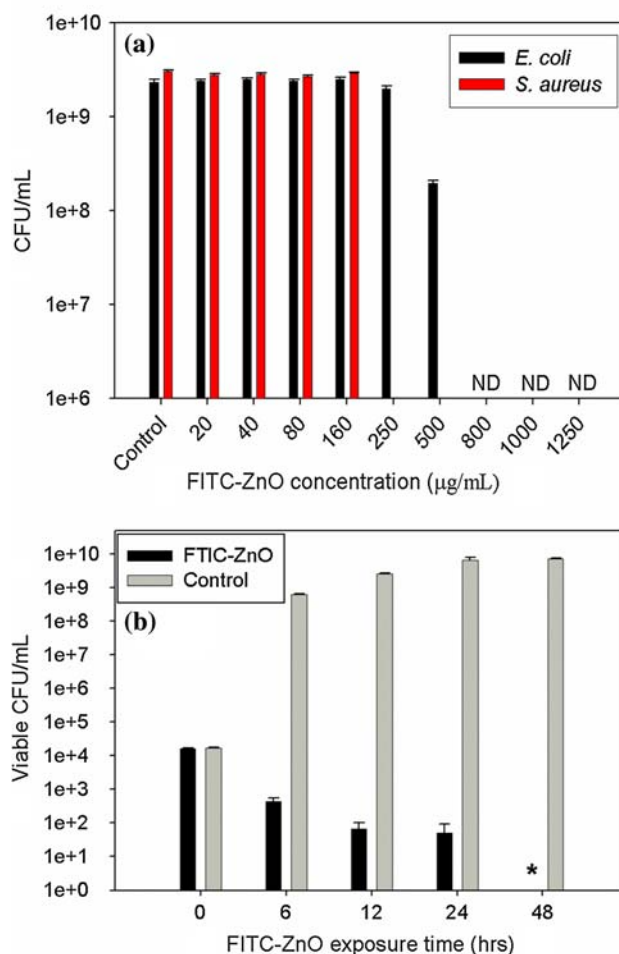 (a)
E. coli
S. aureus
1e+10
1e+9
1e+8
1e+7
1e+6
CFU/mL
ND ND ND
Control 20 40 80 160 250 500 800 1000 1250
FITC-ZnO concentration (µg/mL)
FTIC-ZnO
Control
(b)
1e+10
1e+9
1e+8
1e+7
1e+6
1e+5
1e+4
1e+3
1e+2
1e+1
1e+0
Viable CFU/mL
*
0 6 12 24 48
FITC-ZnO exposure time (hrs)